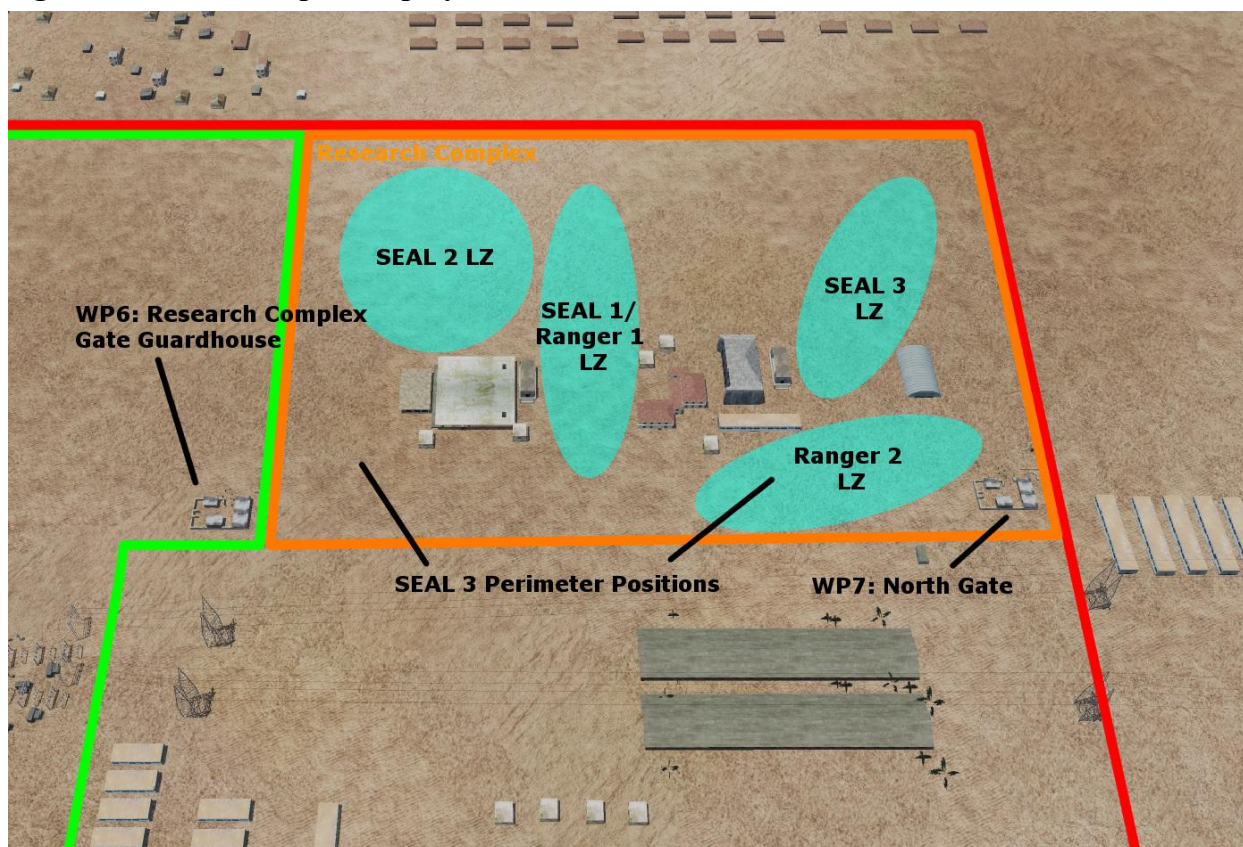 Research Complex
SEAL 2 LZ
SEAL 1/
Ranger 1
LZ
SEAL 3
LZ
WP6: Research Complex
Gate Guardhouse
Ranger 2
LZ
SEAL 3 Perimeter Positions
WP7: North Gate